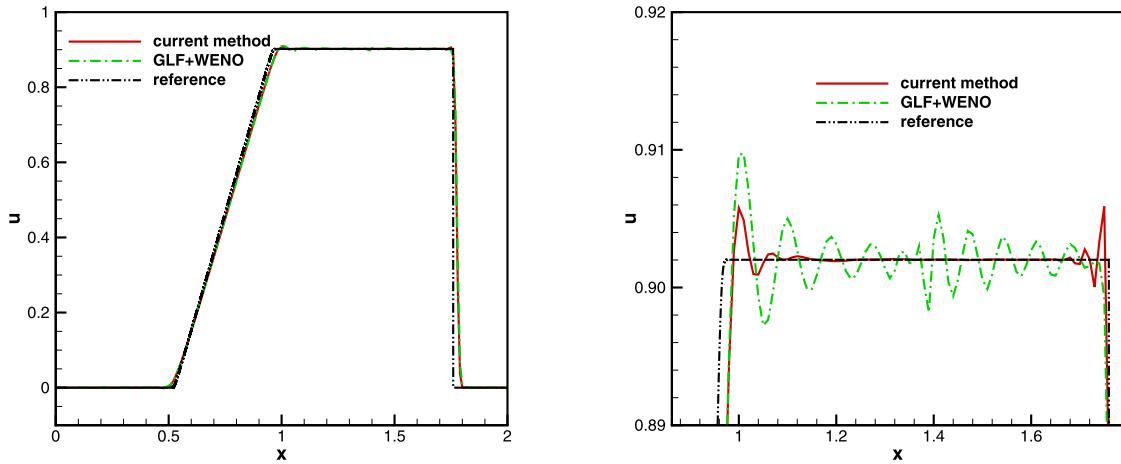 1
current method
GLF+WENO
reference
0.8
0.6
u
0.4
0.2
0
0 0.5 1 1.5 2
x
0.92
current method
GLF+WENO
reference
0.91
u
0.90
0.89
1 1.2 1.4 1.6
x